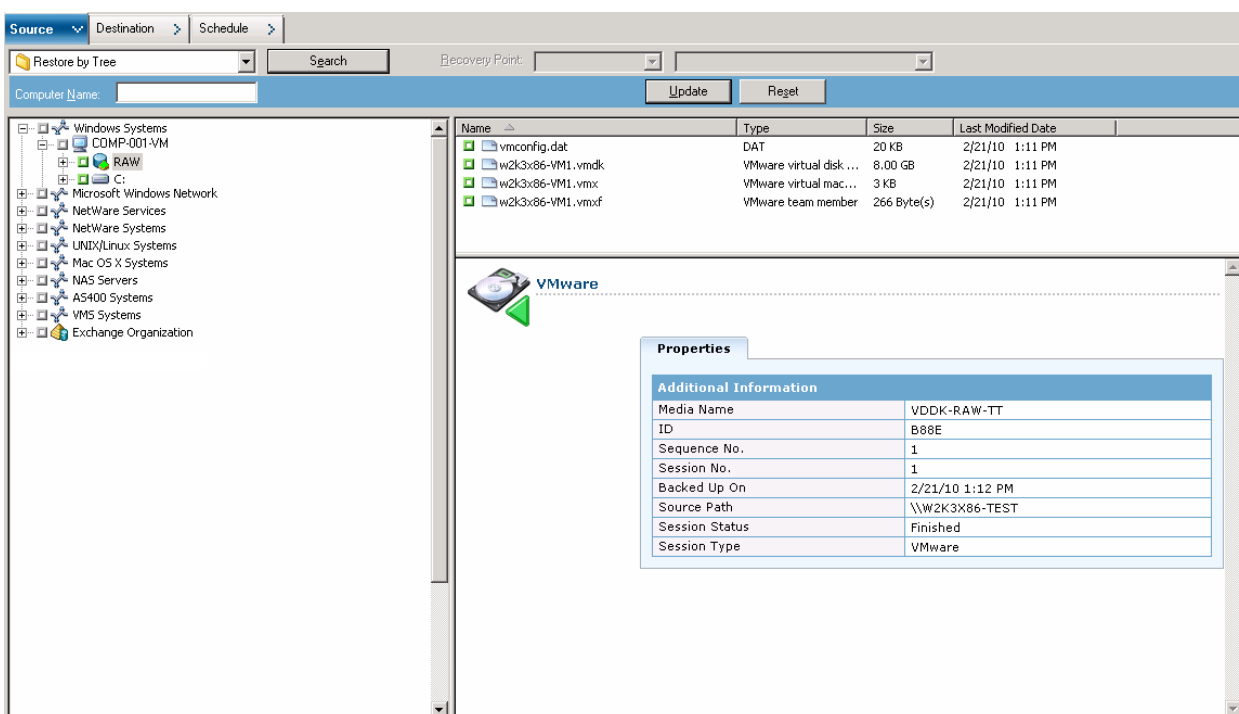 Source Destination Schedule
Restore by Tree Search Recovery Point:
Computer Name: Update Reset
Windows Systems
COMP-001-VM
RAW
C:
Microsoft Windows Network
NetWare Services
NetWare Systems
UNIX/Linux Systems
Mac OS X Systems
NAS Servers
AS400 Systems
VMS Systems
Exchange Organization
Name Type Size Last Modified Date
vmconfig.dat DAT 20 KB 2/21/10 1:11 PM
w2k3x86-VM1.vmdk VMware virtual disk ... 8.00 GB 2/21/10 1:11 PM
w2k3x86-VM1.vmx VMware virtual mac... 3 KB 2/21/10 1:11 PM
w2k3x86-VM1.vmxf VMware team member 266 Byte(s) 2/21/10 1:11 PM
VMware
Properties
Additional Information
Media Name VDDK-RAW-TT
ID B88E
Sequence No. 1
Session No. 1
Backed Up On 2/21/10 1:12 PM
Source Path \\W2K3X86-TEST
Session Status Finished
Session Type VMware